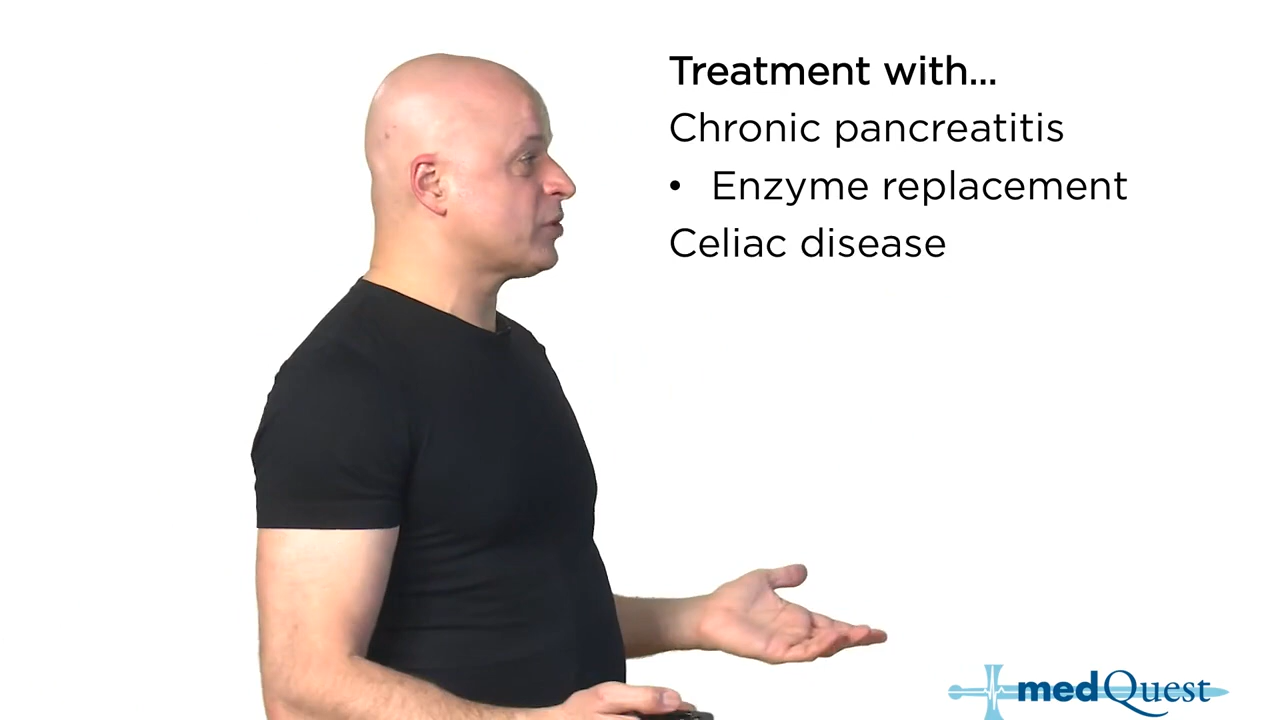 Treatment with...
Chronic pancreatitis
• Enzyme replacement
Celiac disease
medQuest